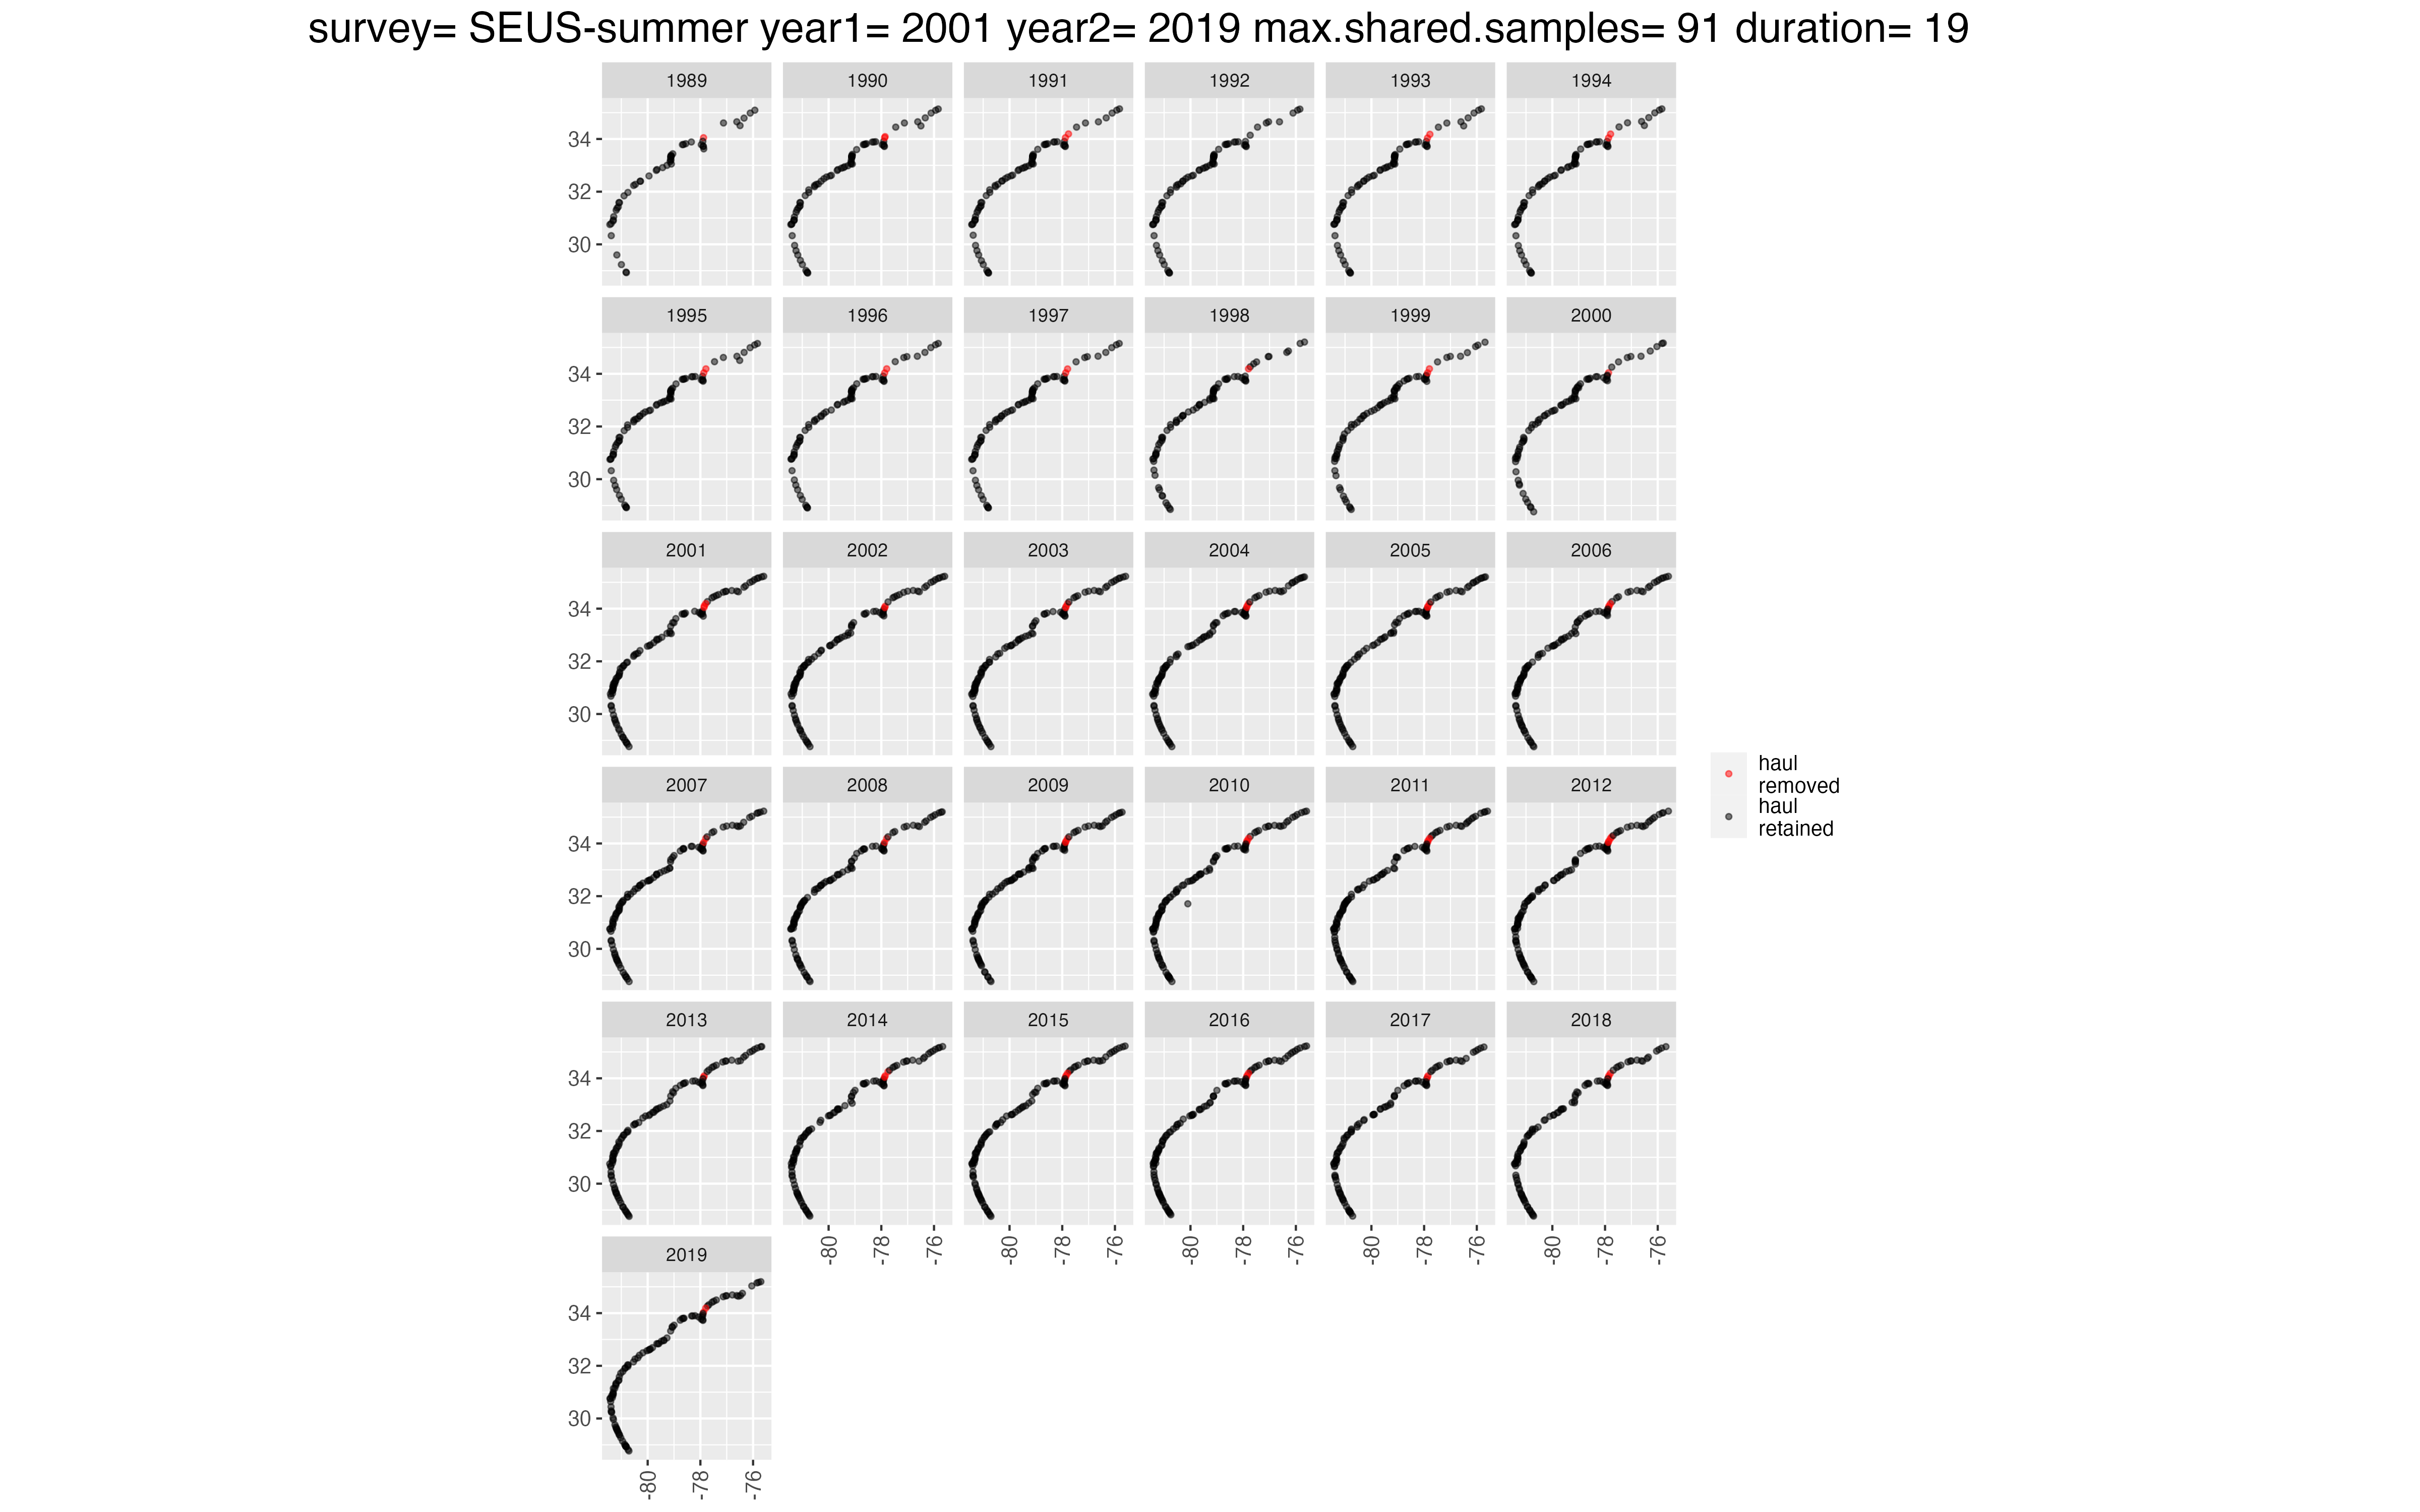 survey= SEUS-summer year1= 2001 year2= 2019 max.shared.samples= 91 duration= 19
1989 1990 1991 1992 1993 1994
34
32
30
1995 1996 1997 1998 1999 2000
34
32
30
2001 2002 2003 2004 2005 2006
34
32
30
haul
removed
haul
retained
2007 2008 2009 2010 2011 2012
34
32
30
2013 2014 2015 2016 2017 2018
34
32
30
-80 -78 -76 -80 -78 -76 -80 -78 -76 -80 -78 -76 -80 -78 -76
2019
34
32
30
-80 -78 -76